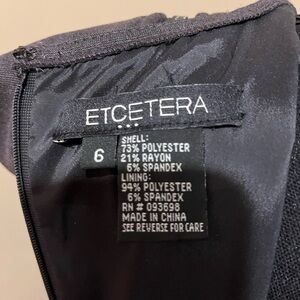 ETCETERA
6
SHELL:
73% POLYESTER
21% RAYON
6% SPANDEX
LINING:
94% POLYESTER
6% SPANDEX
RN # 093698
MADE IN CHINA
SEE REVERSE FOR CARE